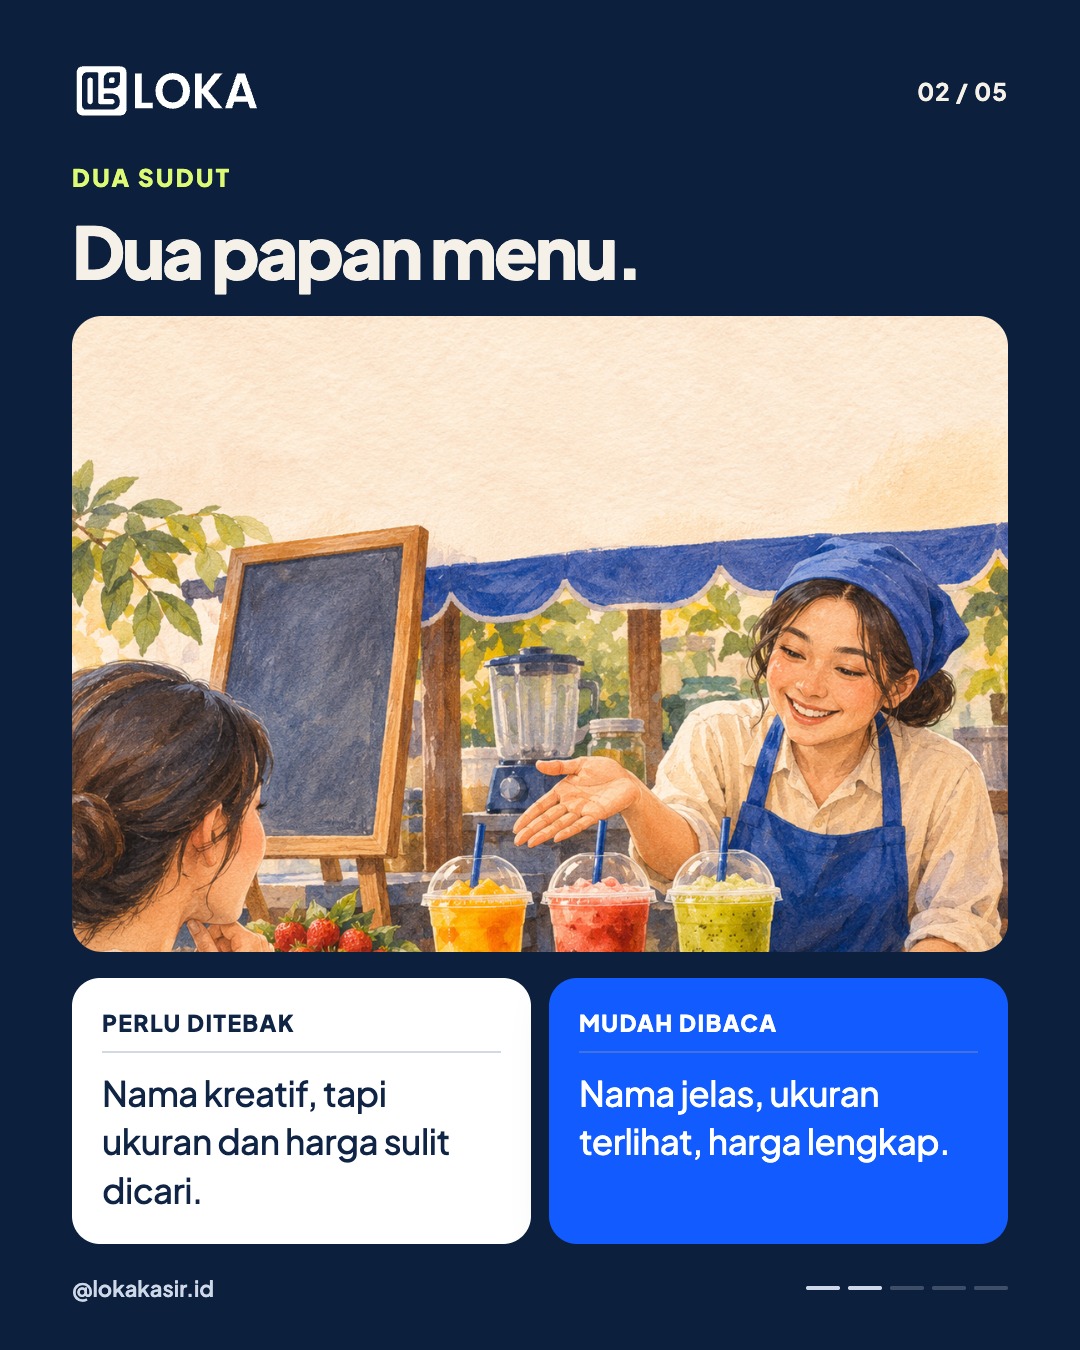 LOKA
02 / 05
DUA SUDUT
Dua papan menu.
PERLU DITEBAK
Nama kreatif, tapi
ukuran dan harga sulit
dicari.
MUDAH DIBACA
Nama jelas, ukuran
terlihat, harga lengkap.
@lokakasir.id